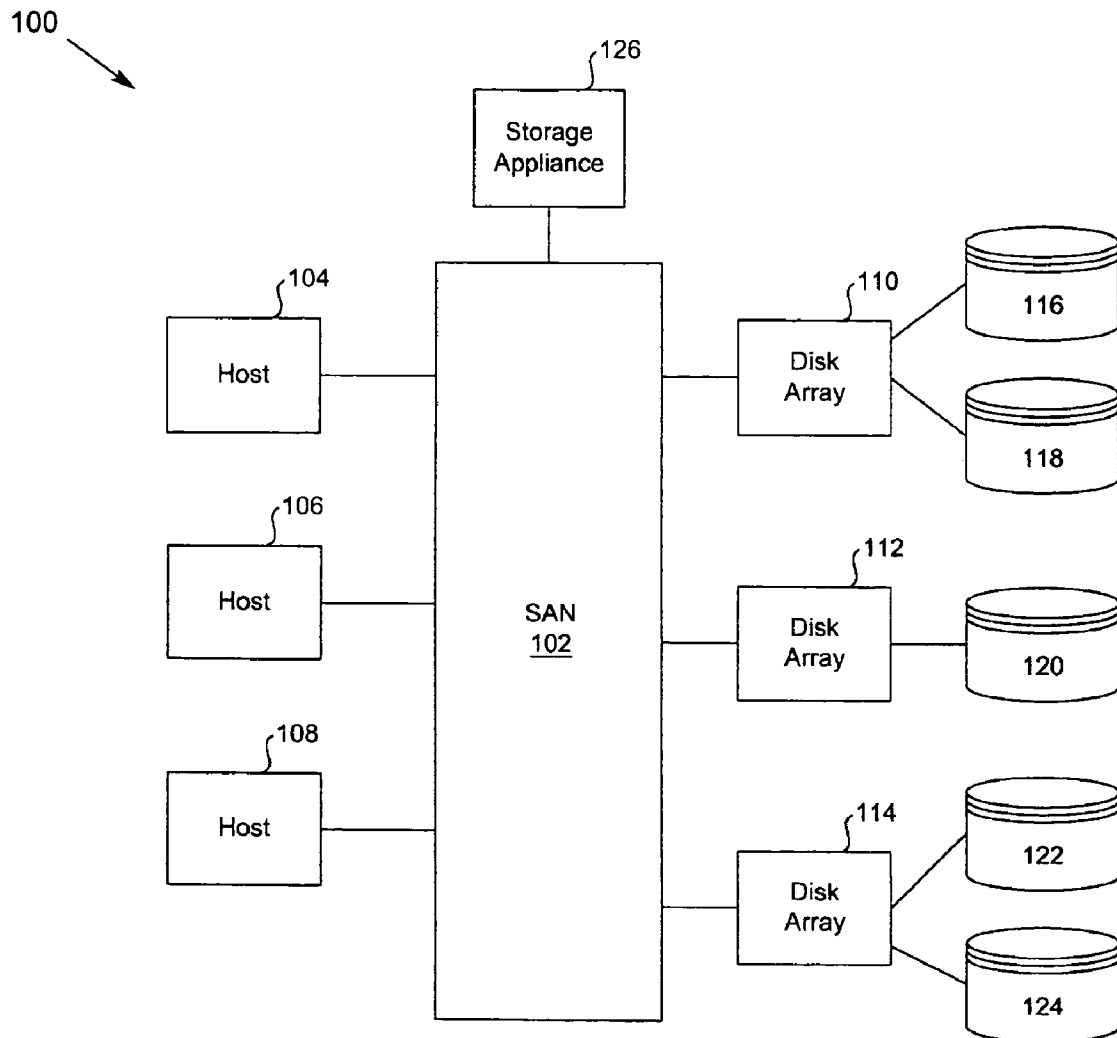 100
126
Storage
Appliance
104
Host
110
Disk
Array
116
118
106
Host
SAN
102
112
Disk
Array
120
108
Host
114
Disk
Array
122
124